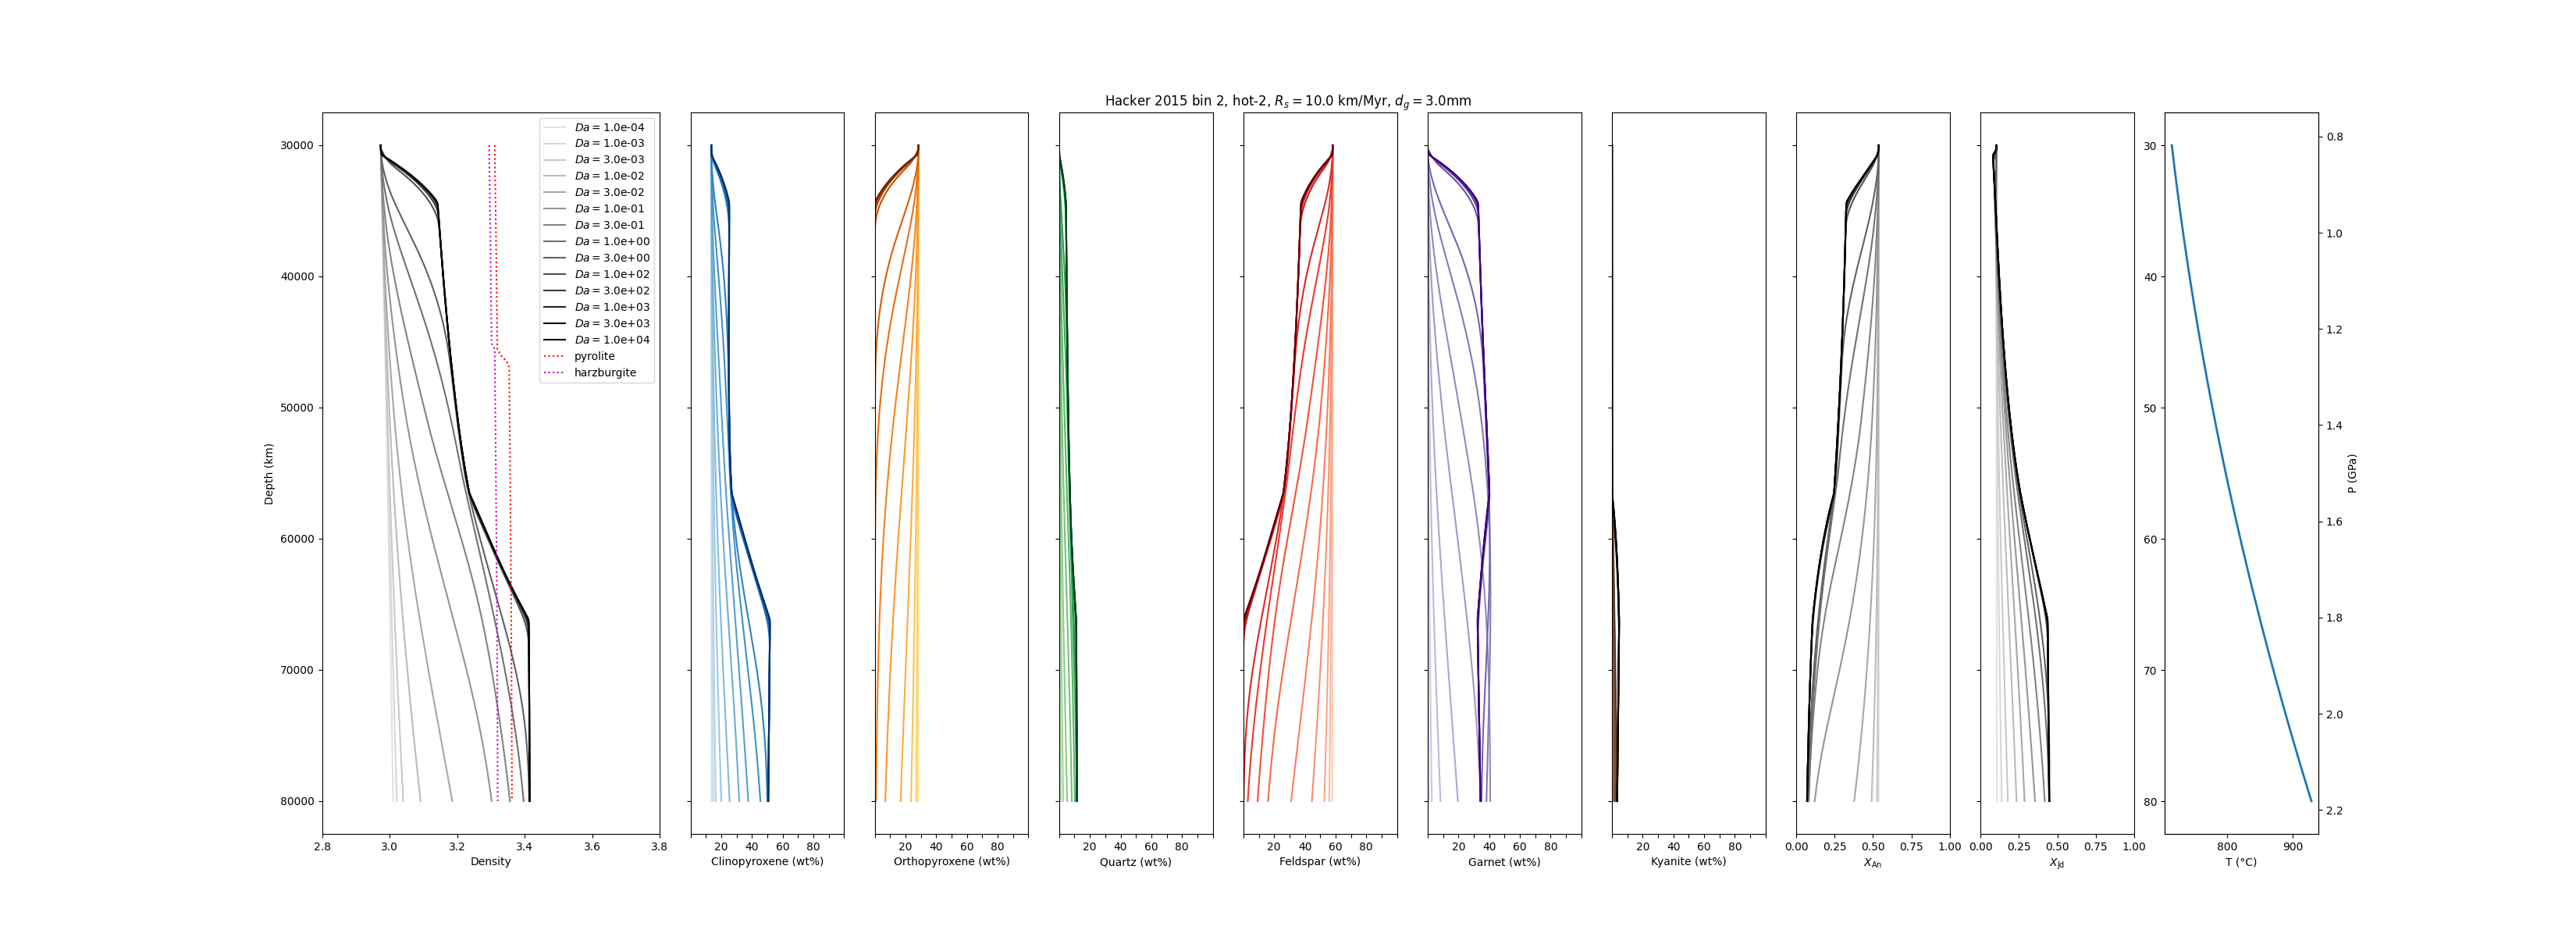 Hacker 2015 bin 2, hot-2, Rs = 10.0 km/Myr, dg = 3.0mm
Da = 1.0e-04
Da = 1.0e-03
Da = 3.0e-03
Da = 1.0e-02
Da = 3.0e-02
Da = 1.0e-01
Da = 3.0e-01
Da = 1.0e+00
Da = 3.0e+00
Da = 1.0e+02
Da = 3.0e+02
Da = 1.0e+03
Da = 3.0e+03
Da = 1.0e+04
pyrolite
harzburgite
30000
40000
50000
60000
70000
80000
Depth (km)
2.8 3.0 3.2 3.4 3.6 3.8
Density
20 40 60 80
Clinopyroxene (wt%)
20 40 60 80
Orthopyroxene (wt%)
20 40 60 80
Quartz (wt%)
20 40 60 80
Feldspar (wt%)
20 40 60 80
Garnet (wt%)
20 40 60 80
Kyanite (wt%)
0.00 0.25 0.50 0.75 1.00
XAn
0.00 0.25 0.50 0.75 1.00
XJd
30
40
50
60
70
80
800 900
T (°C)
0.8
1.0
1.2
1.4
1.6
1.8
2.0
2.2
P (GPa)